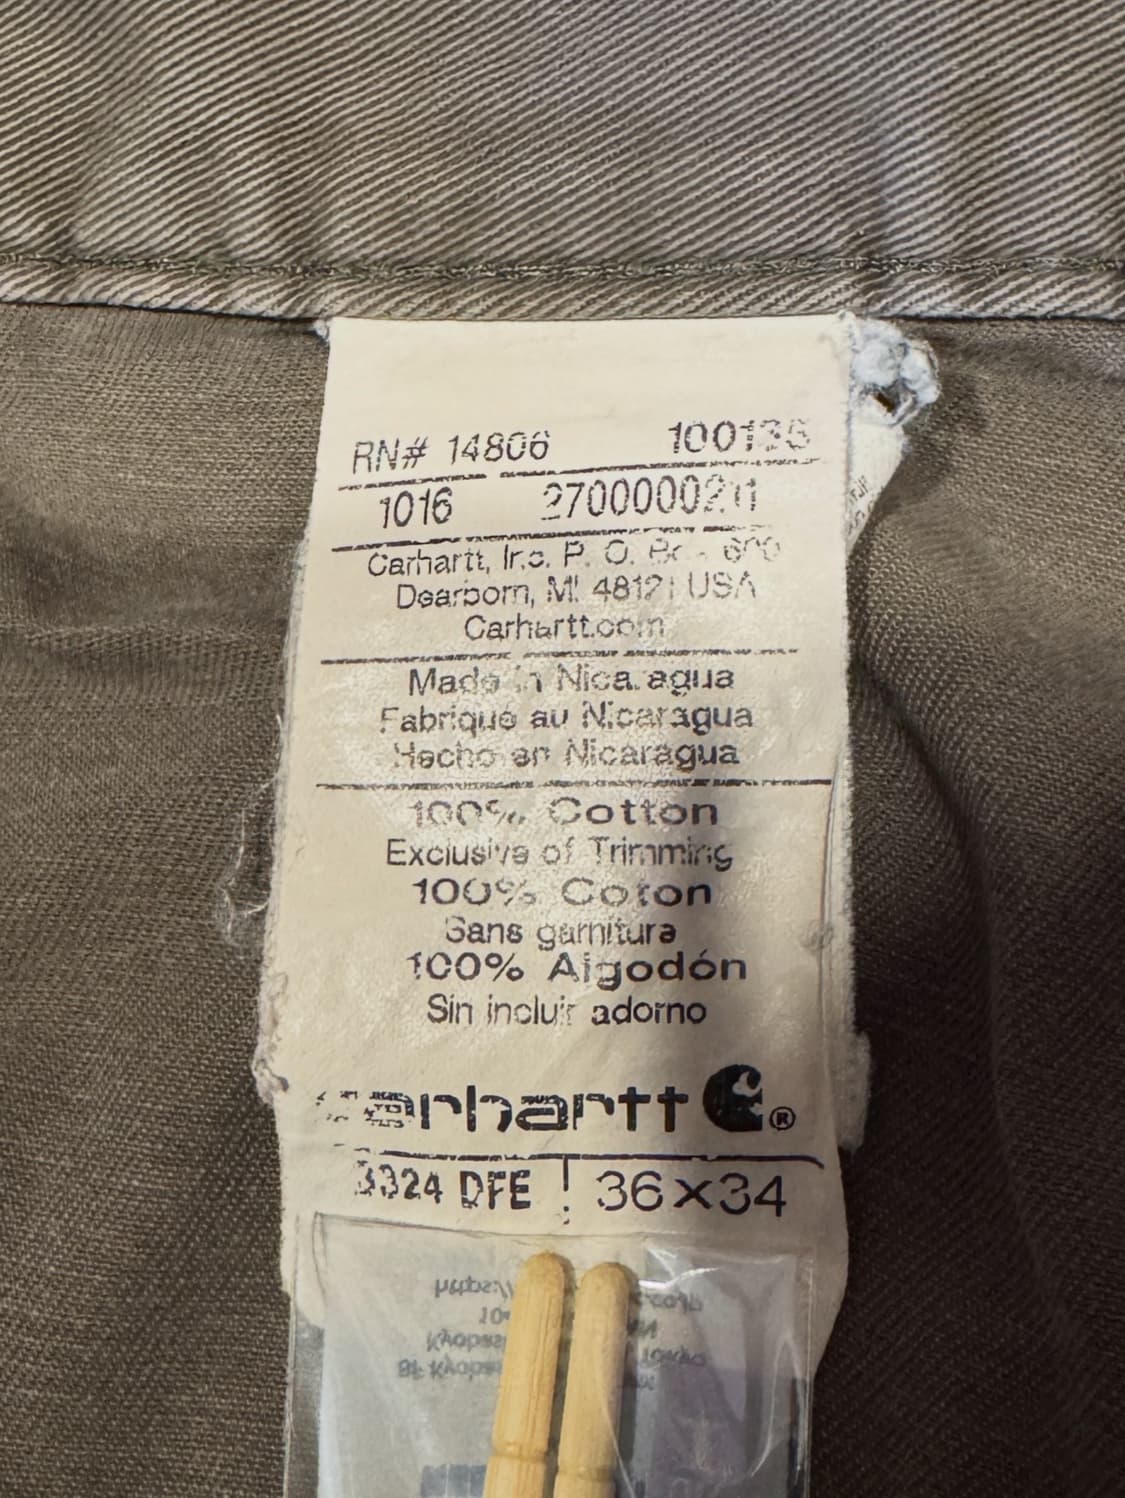 RN# 14806 100135
1016
Carhartt, Inc. P. O. Box 600
Dearborn, MI 48121 USA
Carhartt.com
Made in Nicaragua
Fabriqué au Nicaragua
Hecho en Nicaragua
100% Cotton
Exclusive of Trimming
100% Coton
Sans garniture
100% Algodón
Sin incluir adorno
carhartt ®
3324 DFE 36x34